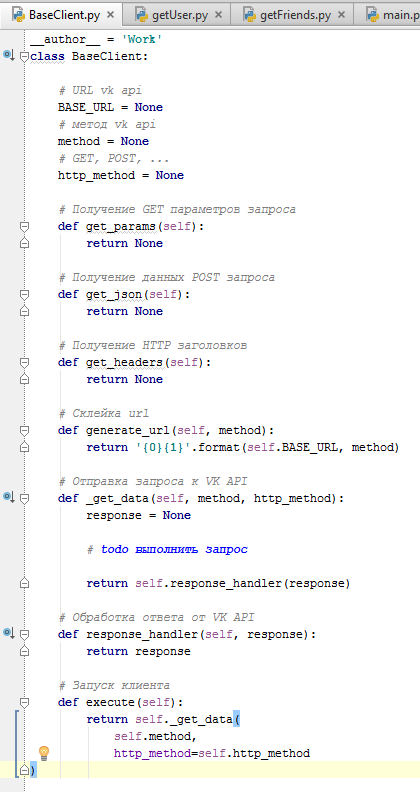 BaseClient.py × getUser.py × getFriends.py × main.p
__author__ = 'Work'
class BaseClient:
    # URL vk api
    BASE_URL = None
    # метод vk api
    method = None
    # GET, POST, ...
    http_method = None
    # Получение GET параметров запроса
    def get_params(self):
        return None
    # Получение данных POST запроса
    def get_json(self):
        return None
    # Получение HTTP заголовков
    def get_headers(self):
        return None
    # Склейка url
    def generate_url(self, method):
        return '{0}{1}'.format(self.BASE_URL, method)
    # Отправка запроса к VK API
    def _get_data(self, method, http_method):
        response = None
        # todo выполнить запрос
        return self.response_handler(response)
    # Обработка ответа от VK API
    def response_handler(self, response):
        return response
    # Запуск клиента
    def execute(self):
        return self._get_data(
            self.method,
            http_method=self.http_method
)